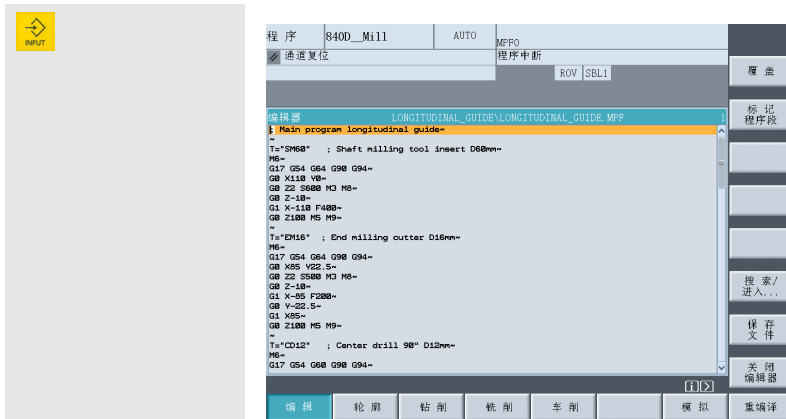 INPUT
程序 840D__Mill AUTO MPF0
通道复位 程序中断
ROV SBL1
编辑器 LONGITUDINAL_GUIDE\LONGITUDINAL_GUIDE.MPF 1
; Main program longitudinal guide~
~
T="SM60" ; Shaft milling tool insert D60mm~
M6~
G17 G54 G64 G90 G94~
G0 X110 Y0~
G0 Z2 S600 M3 M8~
G0 Z-10~
G1 X-110 F400~
G0 Z100 M5 M9~
~
T="EM16" ; End milling cutter D16mm~
M6~
G17 G54 G64 G90 G94~
G0 X85 Y22.5~
G0 Z2 S500 M3 M8~
G0 Z-10~
G1 X-85 F200~
G0 Y-22.5~
G1 X85~
G0 Z100 M5 M9~
~
T="CD12" ; Center drill 90° D12mm~
M6~
G17 G54 G60 G90 G94~
覆盖
标记
程序段
搜索/
进入...
保存
文件
关闭
编辑器
编辑 轮廓 钻削 铣削 车削 模拟 重编译